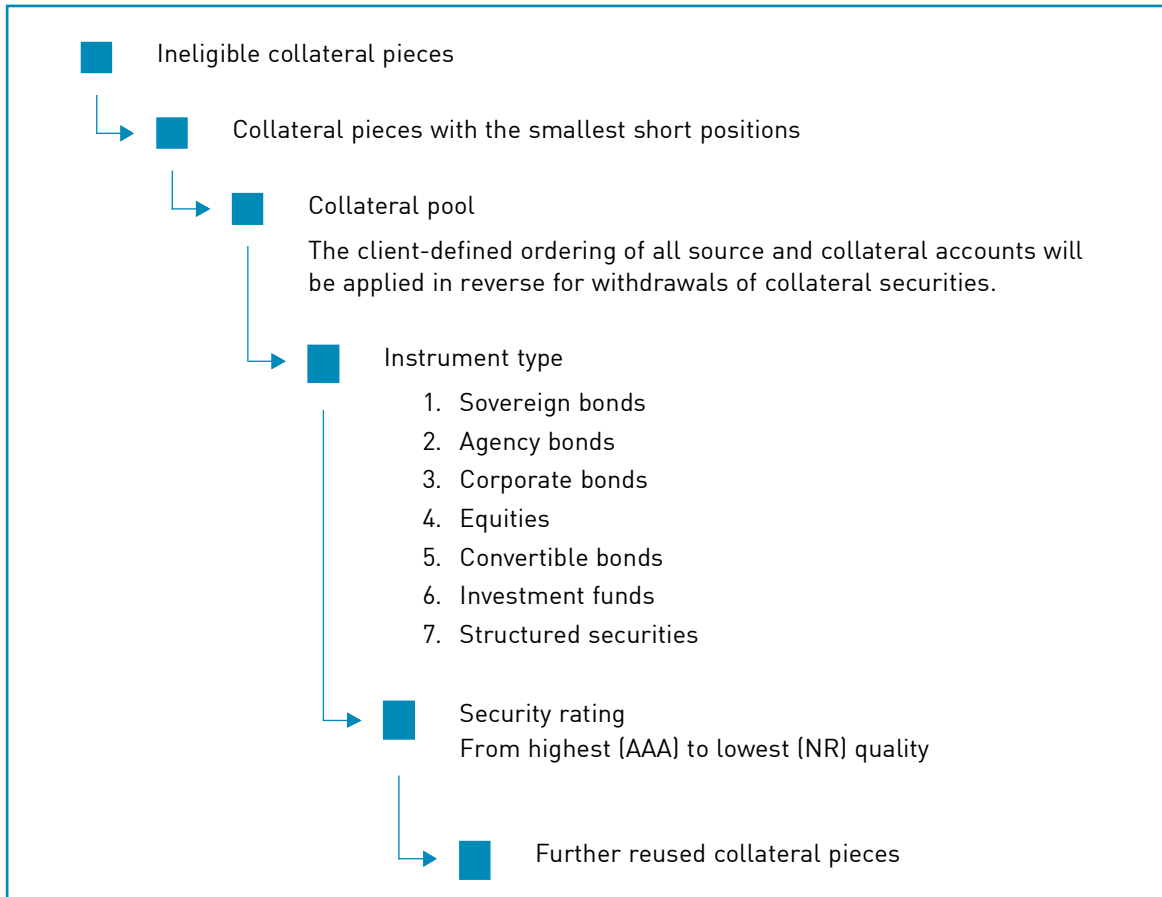 Ineligible collateral pieces
Collateral pieces with the smallest short positions
Collateral pool
The client-defined ordering of all source and collateral accounts will
be applied in reverse for withdrawals of collateral securities.
Instrument type
1. Sovereign bonds
2. Agency bonds
3. Corporate bonds
4. Equities
5. Convertible bonds
6. Investment funds
7. Structured securities
Security rating
From highest (AAA) to lowest (NR) quality
Further reused collateral pieces